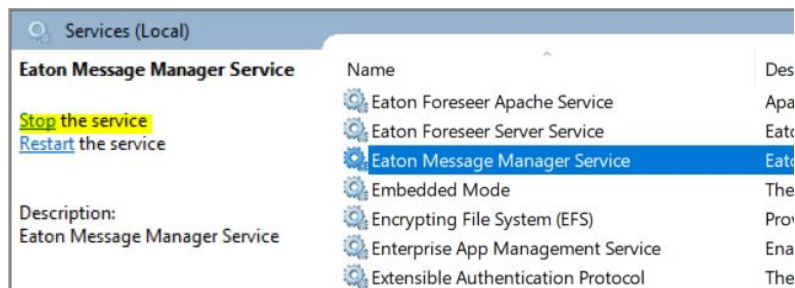 Services (Local)
Eaton Message Manager Service
Stop the service
Restart the service
Description:
Eaton Message Manager Service
Name Des
Eaton Foreseer Apache Service Apa
Eaton Foreseer Server Service Eato
Eaton Message Manager Service Eato
Embedded Mode The
Encrypting File System (EFS) Prov
Enterprise App Management Service Ena
Extensible Authentication Protocol The